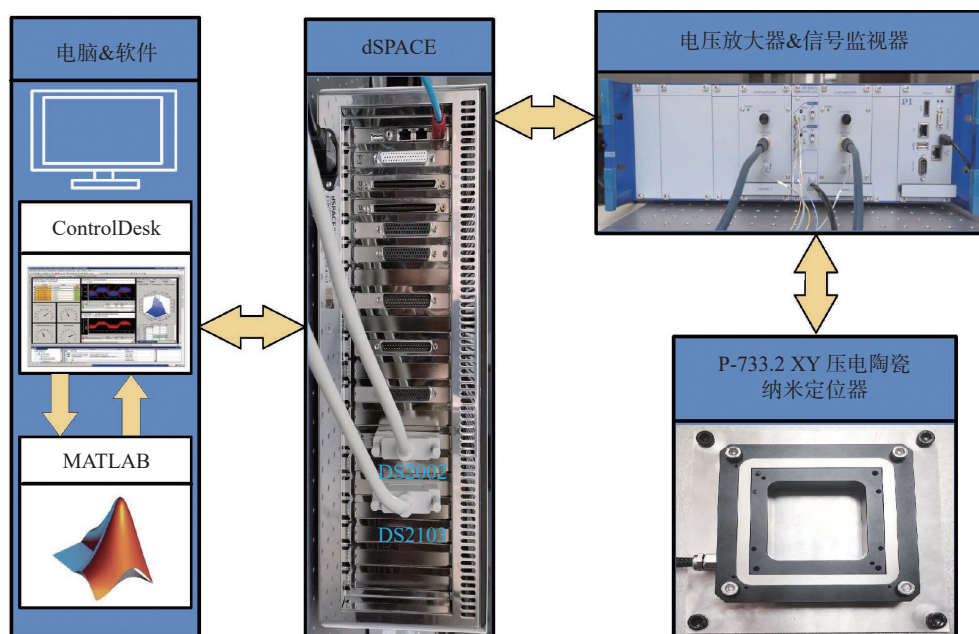 电脑&软件
ControlDesk
MATLAB
dSPACE
dSPACE
DS2002
DS2103
电压放大器&信号监视器
PI
P-733.2 XY 压电陶瓷
纳米定位器